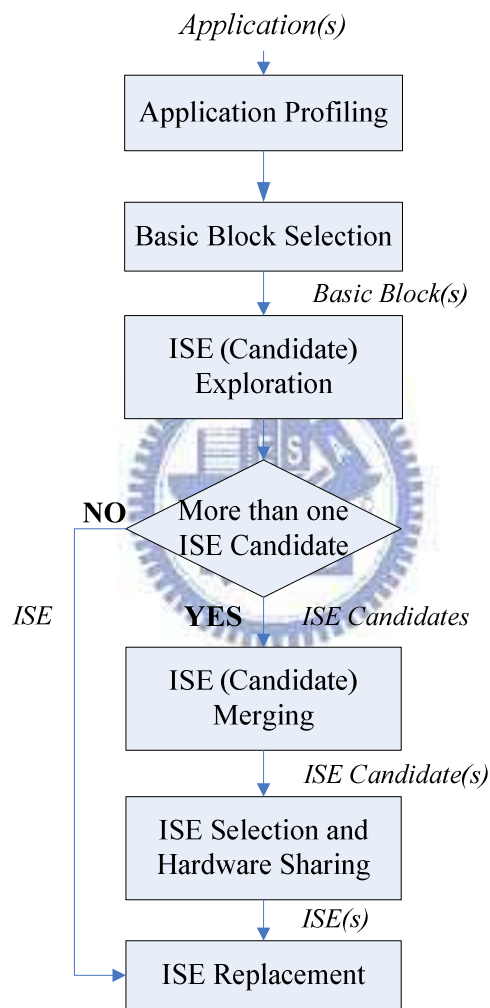 Application(s)
Application Profiling
Basic Block Selection
Basic Block(s)
ISE (Candidate)
Exploration
More than one
ISE Candidate
NO
ISE
YES
ISE Candidates
ISE (Candidate)
Merging
ISE Candidate(s)
ISE Selection and
Hardware Sharing
ISE(s)
ISE Replacement